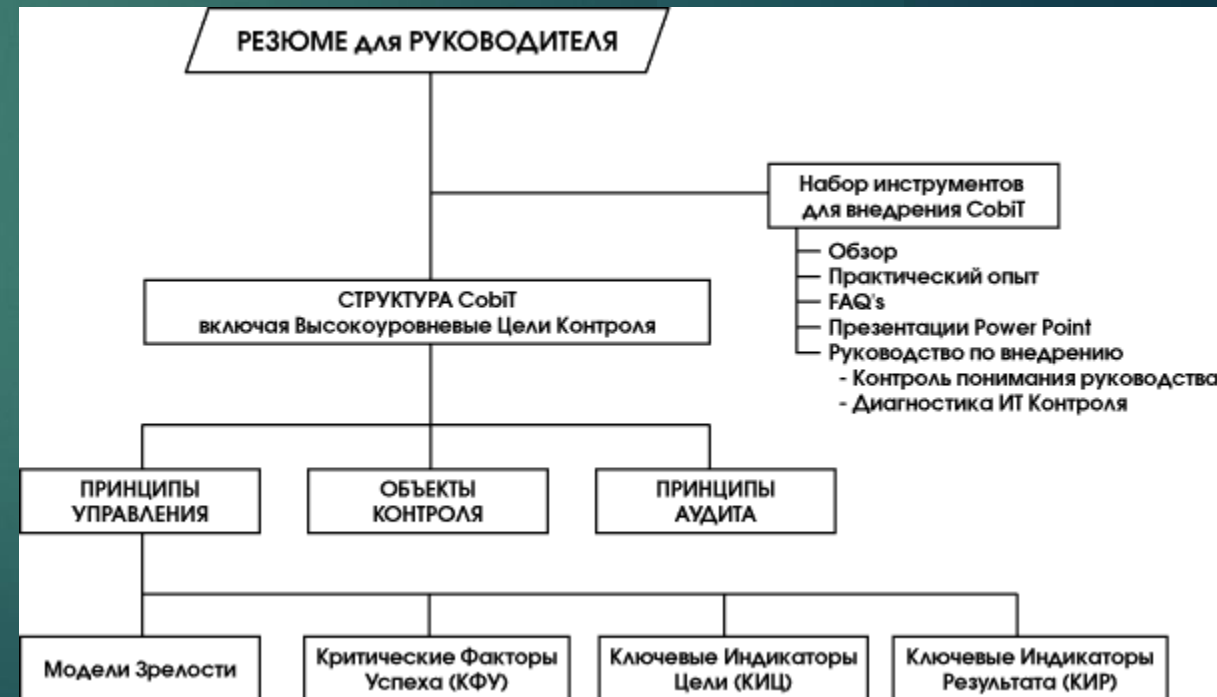 РЕЗЮМЕ для РУКОВОДИТЕЛЯ
Набор инструментов
для внедрения CobiT
Обзор
Практический опыт
FAQ's
Презентации Power Point
Руководство по внедрению
- Контроль понимания руководства
- Диагностика ИТ Контроля
СТРУКТУРА CobiT
включая Высокоуровневые Цели Контроля
ПРИНЦИПЫ
УПРАВЛЕНИЯ
ОБЪЕКТЫ
КОНТРОЛЯ
ПРИНЦИПЫ
АУДИТА
Модели Зрелости
Критические Факторы
Успеха (КФУ)
Ключевые Индикаторы
Цели (КИЦ)
Ключевые Индикаторы
Результата (КИР)